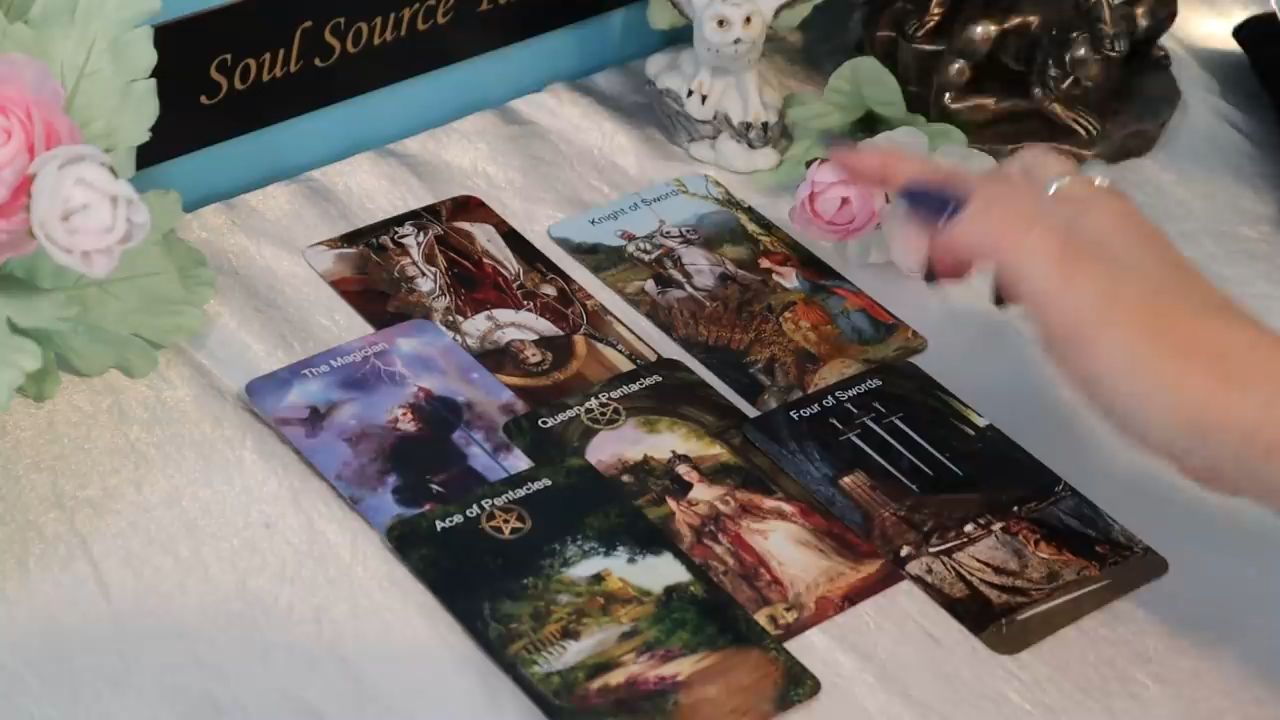 Soul Source
Knight of Swords
The Magician
Queen of Pentacles
Four of Swords
Ace of Pentacles